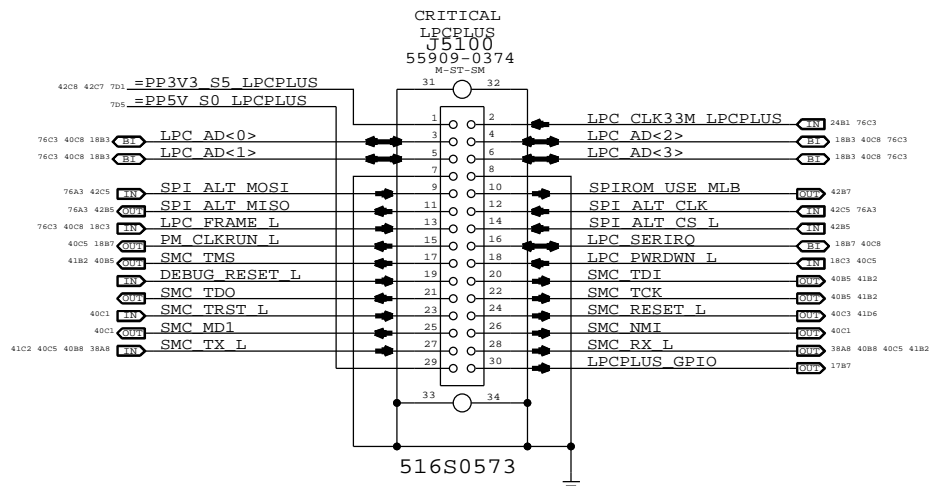 CRITICAL
LPCPLUS
J5100
55909-0374
M-ST-SM
31 32
42C8 42C7 7D1 =PP3V3_S5_LPCPLUS
7D5 =PP5V_S0_LPCPLUS
1 2 LPC_CLK33M_LPCPLUS IN 24B1 76C3
76C3 40C8 18B3 BI LPC_AD<0> 3 4 LPC_AD<2> BI 18B3 40C8 76C3
76C3 40C8 18B3 BI LPC_AD<1> 5 6 LPC_AD<3> BI 18B3 40C8 76C3
7 8
76A3 42C5 IN SPI_ALT_MOSI 9 10 SPIROM_USE_MLB OUT 42B7
76A3 42B5 OUT SPI_ALT_MISO 11 12 SPI_ALT_CLK IN 42C5 76A3
76C3 40C8 18C3 IN LPC_FRAME_L 13 14 SPI_ALT_CS_L IN 42B5
40C5 18B7 OUT PM_CLKRUN_L 15 16 LPC_SERIRQ BI 18B7 40C8
41B2 40B5 OUT SMC_TMS 17 18 LPC_PWRDWN_L IN 18C3 40C5
IN DEBUG_RESET_L 19 20 SMC_TDI OUT 40B5 41B2
OUT SMC_TDO 21 22 SMC_TCK OUT 40B5 41B2
40C1 IN SMC_TRST_L 23 24 SMC_RESET_L OUT 40C3 41D6
40C1 OUT SMC_MD1 25 26 SMC_NMI OUT 40C1
41C2 40C5 40B8 38A8 IN SMC_TX_L 27 28 SMC_RX_L OUT 38A8 40B8 40C5 41B2
29 30 LPCPLUS_GPIO OUT 17B7
33 34
516S0573